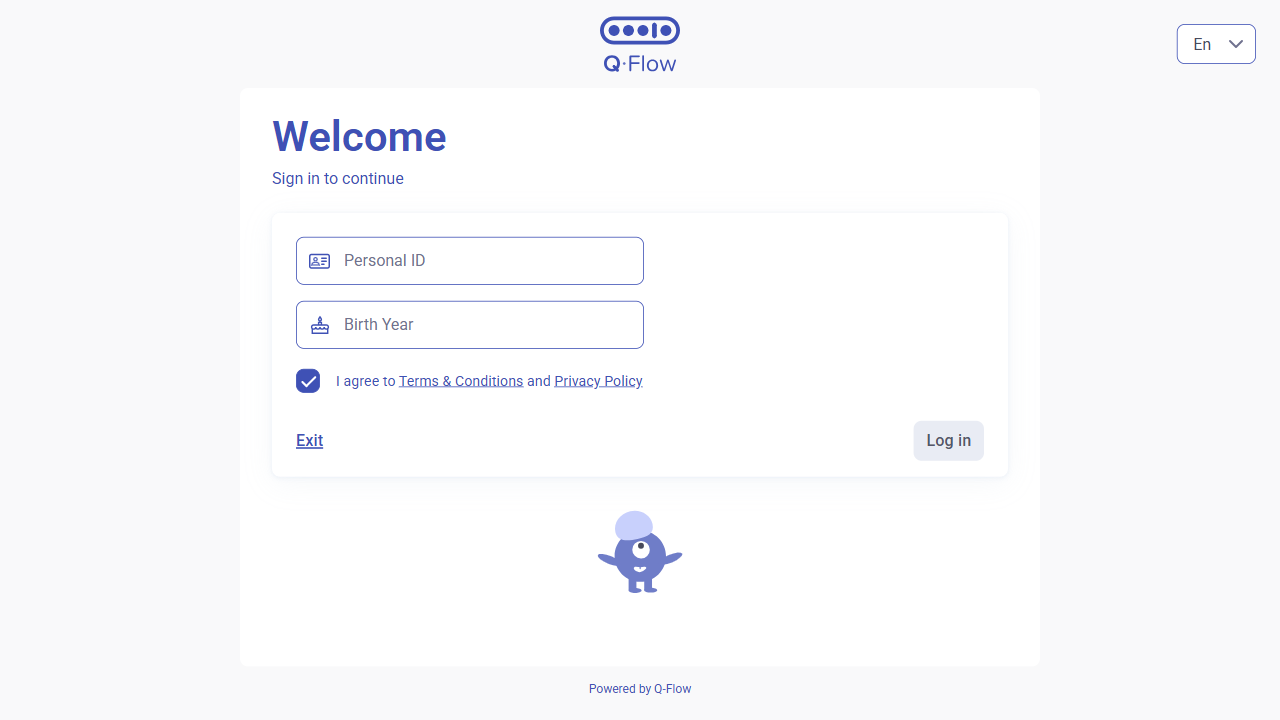 Q·Flow
En
Welcome
Sign in to continue
Personal ID
Birth Year
I agree to Terms & Conditions and Privacy Policy
Exit
Log in
Powered by Q-Flow